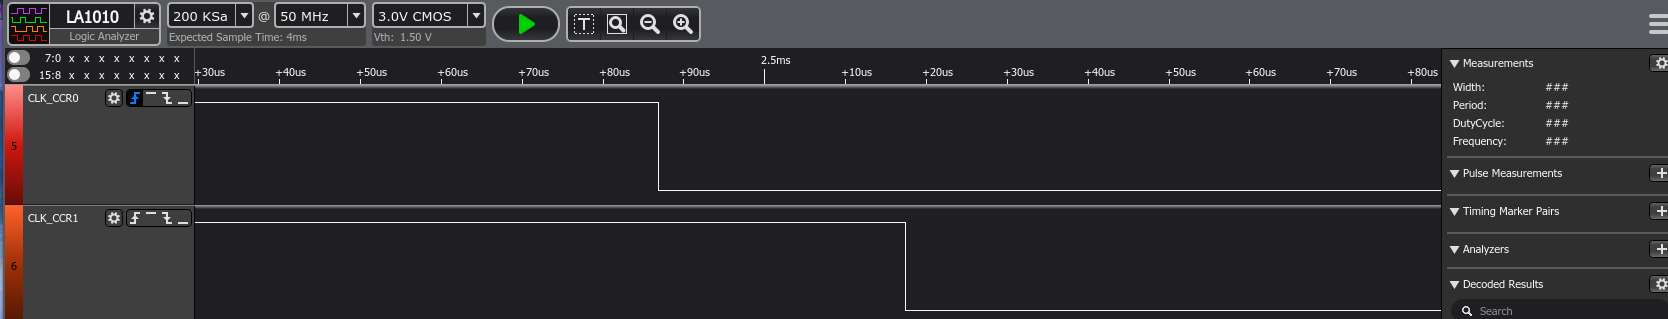 LA1010 200 KSa @ 50 MHz 3.0V CMOS T
Logic Analyzer Expected Sample Time: 4ms Vth: 1.50 V
7:0 x x x x x x x x 2.5ms Measurements
15:8 x x x x x x x x +30us +40us +50us +60us +70us +80us +90us +10us +20us +30us +40us +50us +60us +70us +80us
Width: ###
CLK_CCR0 Period: ###
DutyCycle: ###
5 Frequency: ###
Pulse Measurements
CLK_CCR1 Timing Marker Pairs
Analyzers
6
Decoded Results
Search